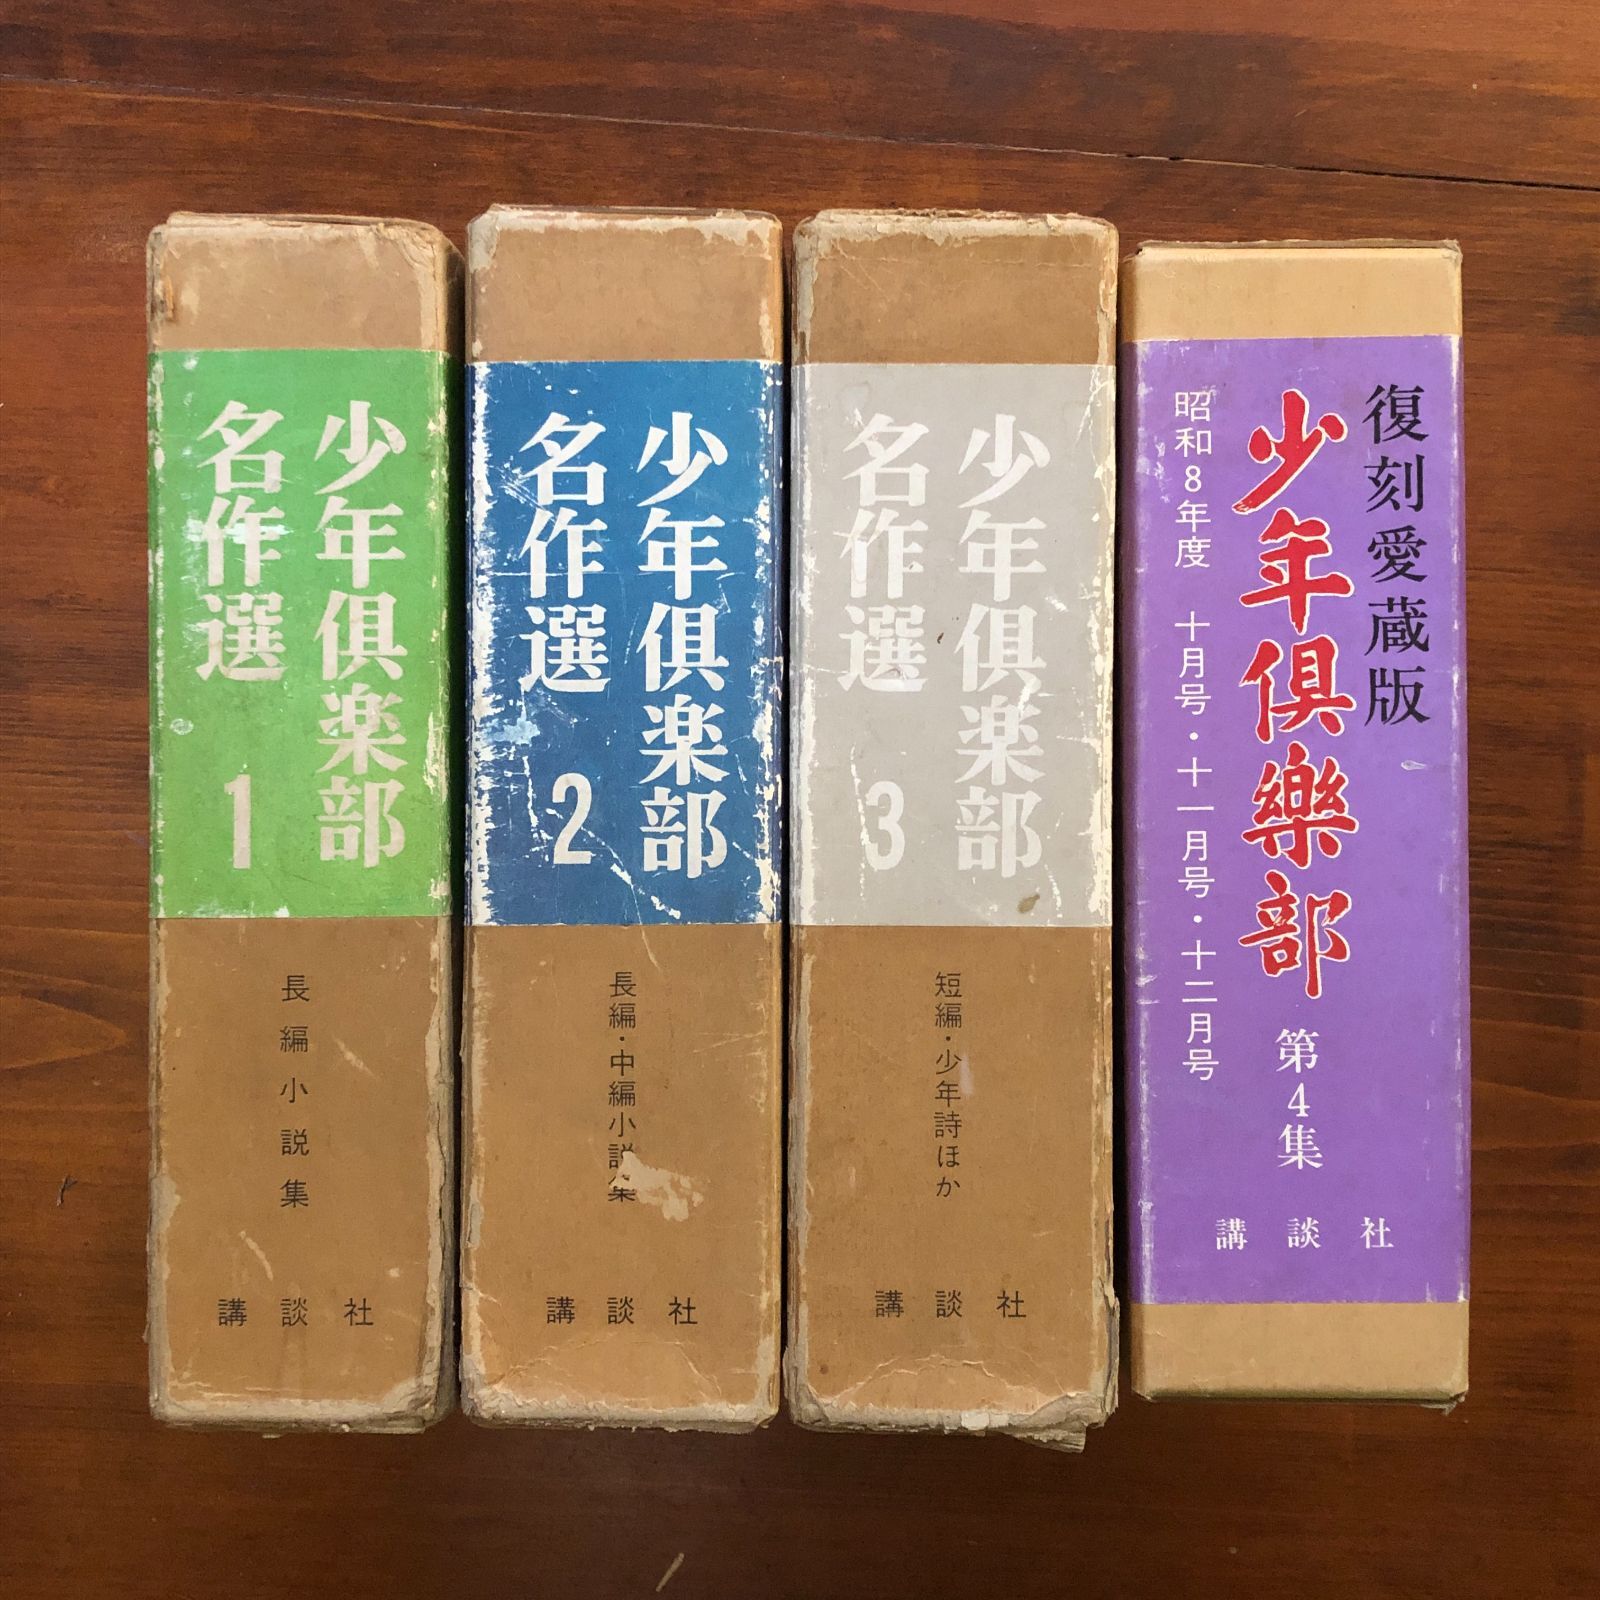 少年倶楽部
名作選
1
長編小説集
講談社
少年倶楽部
名作選
2
長編・中編小説集
講談社
少年倶楽部
名作選
3
短編・少年詩ほか
講談社
復刻愛蔵版
少年倶樂部 第4集
昭和8年度 十月号・十一月号・十二月号
講談社